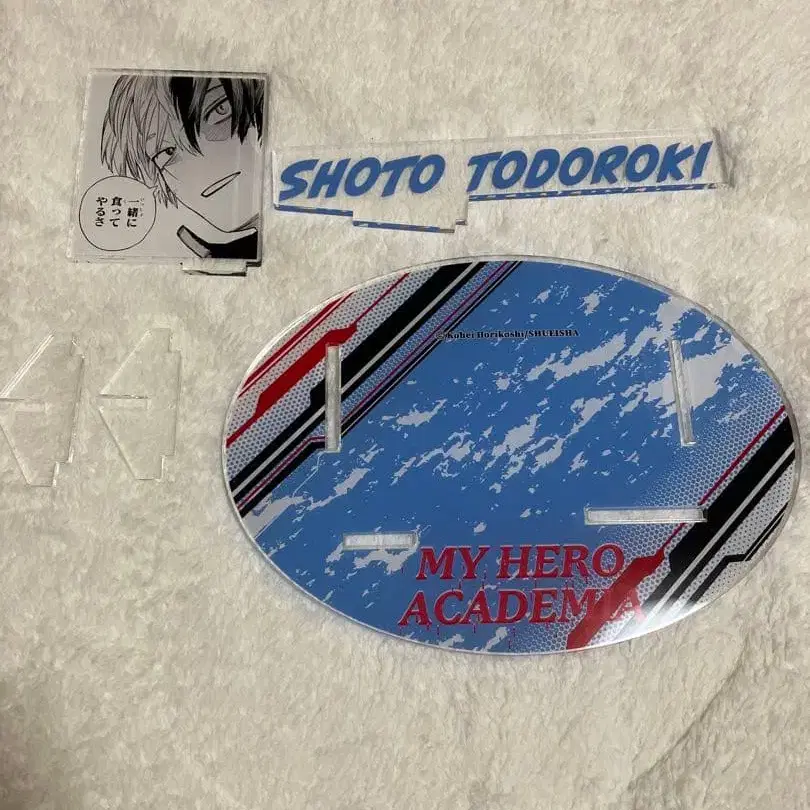 一緒に
食って
やるさ
SHOTO TODOROKI
© Kohei Horikoshi/SHUEISHA
MY HERO
ACADEMIA